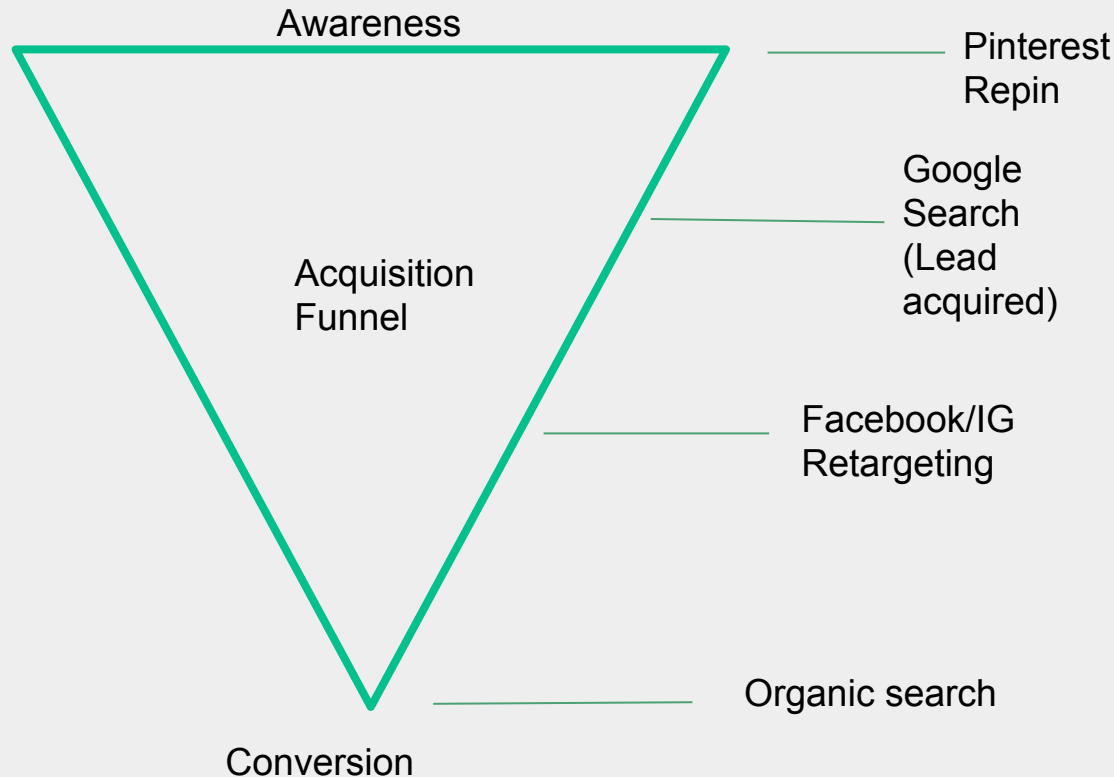 Awareness
Pinterest
Repin
Google
Search
(Lead
acquired)
Acquisition
Funnel
Facebook/IG
Retargeting
Organic search
Conversion